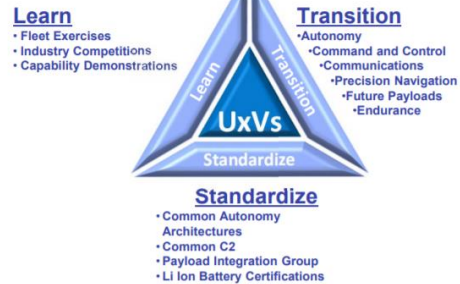 Learn
• Fleet Exercises
• Industry Competitions
• Capability Demonstrations
Transition
•Autonomy
•Command and Control
•Communications
•Precision Navigation
•Future Payloads
•Endurance
Learn
Transition
UxVs
Standardize
Standardize
• Common Autonomy
Architectures
• Common C2
• Payload Integration Group
• Li Ion Battery Certifications